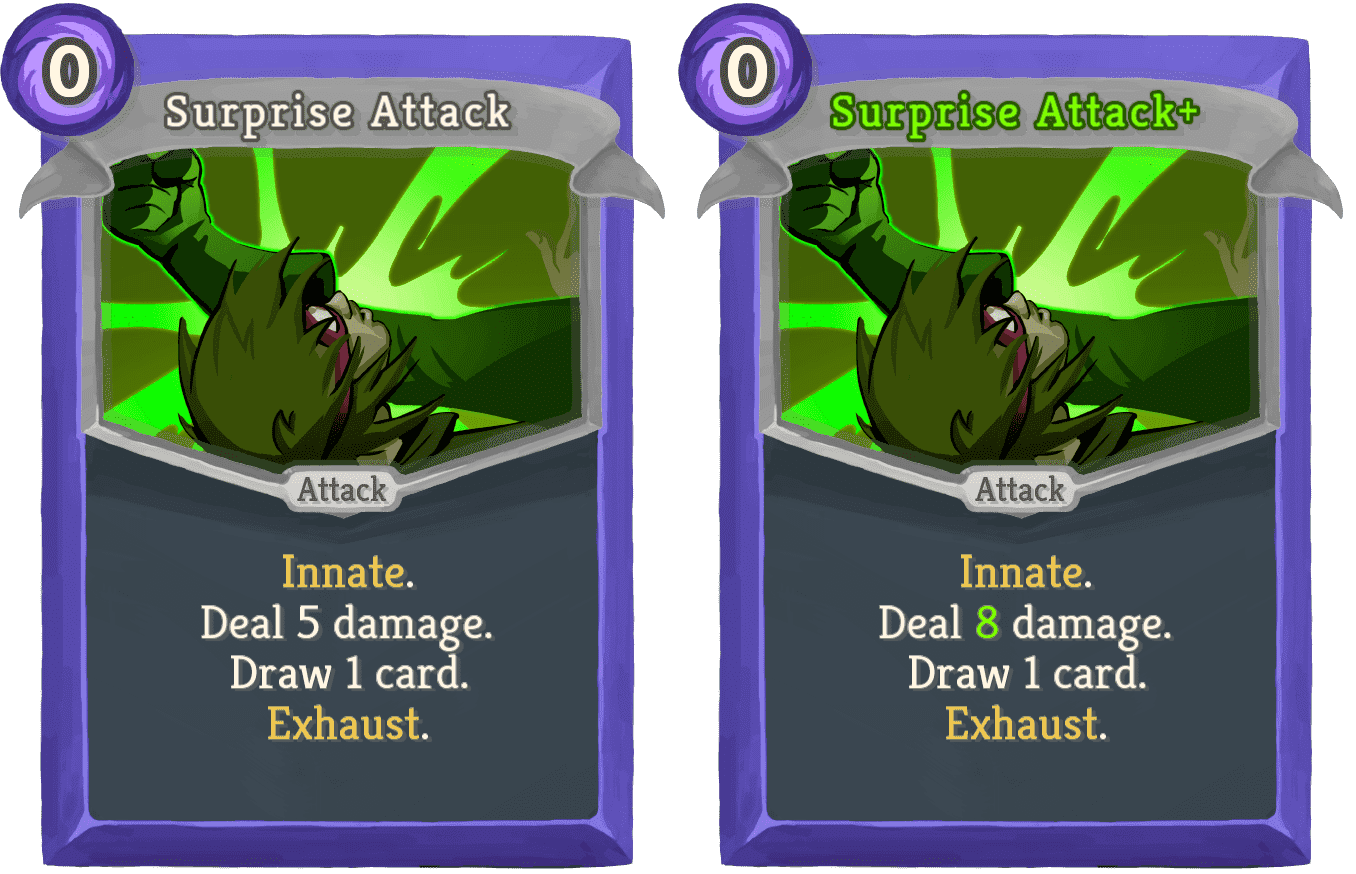 0
Surprise Attack
Attack
Innate.
Deal 5 damage.
Draw 1 card.
Exhaust.
0
Surprise Attack+
Attack
Innate.
Deal 8 damage.
Draw 1 card.
Exhaust.